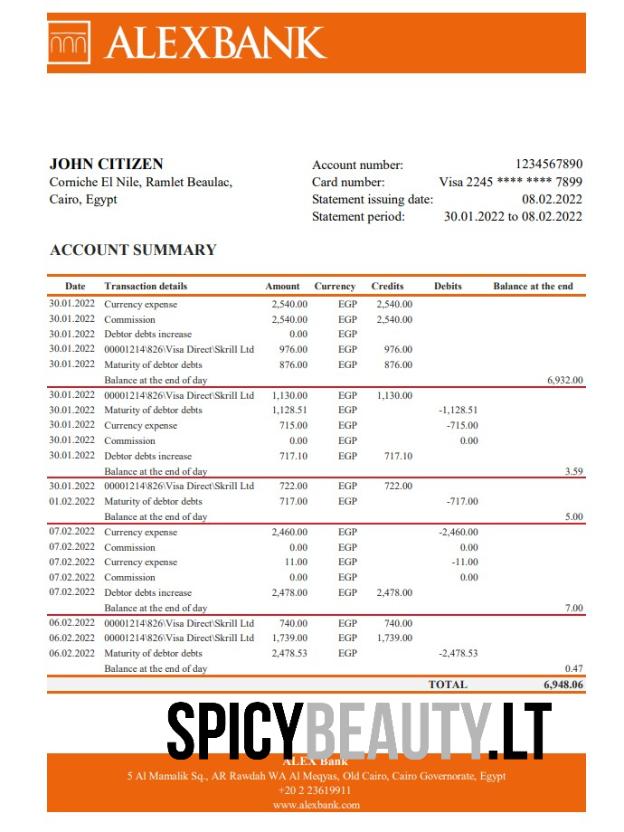 ALEXBANK
JOHN CITIZEN
Corniche El Nile, Ramlet Beaulac,
Cairo, Egypt
Account number: 1234567890
Card number: Visa 2245 **** **** 7899
Statement issuing date: 08.02.2022
Statement period: 30.01.2022 to 08.02.2022
ACCOUNT SUMMARY
Date Transaction details Amount Currency Credits Debits Balance at the end
30.01.2022 Currency expense 2,540.00 EGP 2,540.00
30.01.2022 Commission 2,540.00 EGP 2,540.00
30.01.2022 Debtor debts increase 0.00 EGP
30.01.2022 00001214\826\Visa Direct\Skrill Ltd 976.00 EGP 976.00
30.01.2022 Maturity of debtor debts 876.00 EGP 876.00
Balance at the end of day 6,932.00
30.01.2022 00001214\826\Visa Direct\Skrill Ltd 1,130.00 EGP 1,130.00
30.01.2022 Maturity of debtor debts 1,128.51 EGP -1,128.51
30.01.2022 Currency expense 715.00 EGP -715.00
30.01.2022 Commission 0.00 EGP 0.00
30.01.2022 Debtor debts increase 717.10 EGP 717.10
Balance at the end of day 3.59
30.01.2022 00001214\826\Visa Direct\Skrill Ltd 722.00 EGP 722.00
01.02.2022 Maturity of debtor debts 717.00 EGP -717.00
Balance at the end of day 5.00
07.02.2022 Currency expense 2,460.00 EGP -2,460.00
07.02.2022 Commission 0.00 EGP 0.00
07.02.2022 Currency expense 11.00 EGP -11.00
07.02.2022 Commission 0.00 EGP 0.00
07.02.2022 Debtor debts increase 2,478.00 EGP 2,478.00
Balance at the end of day 7.00
06.02.2022 00001214\826\Visa Direct\Skrill Ltd 740.00 EGP 740.00
06.02.2022 00001214\826\Visa Direct\Skrill Ltd 1,739.00 EGP 1,739.00
06.02.2022 Maturity of debtor debts 2,478.53 EGP -2,478.53
Balance at the end of day 0.47
TOTAL 6,948.06
SPICYBEAUTY.LT
ALEX Bank
5 Al Mamalik Sq., AR Rawdah WA Al Meqyas, Old Cairo, Cairo Governorate, Egypt
+20 2 23619911
www.alexbank.com